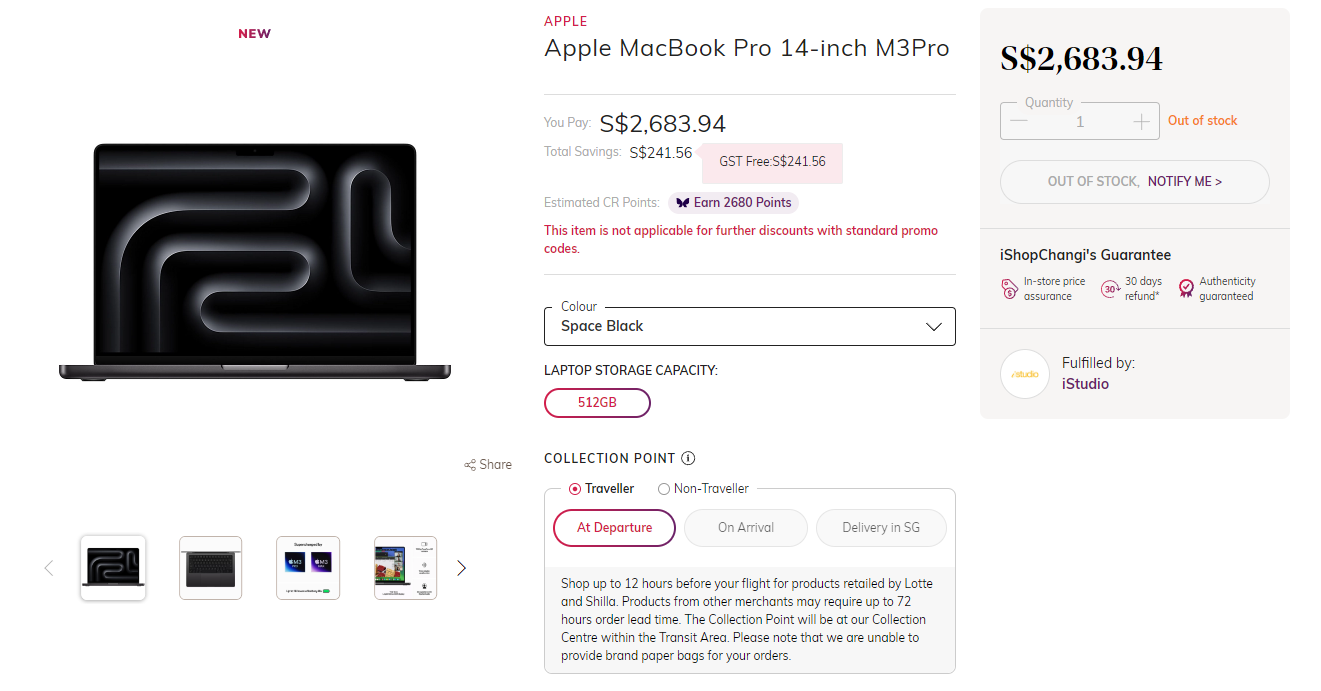 NEW
Share
APPLE
Apple MacBook Pro 14-inch M3Pro
You Pay: S$2,683.94
Total Savings: S$241.56
GST Free:S$241.56
Estimated CR Points: Earn 2680 Points
This item is not applicable for further discounts with standard promo
codes.
Colour
Space Black
LAPTOP STORAGE CAPACITY:
512GB
COLLECTION POINT
Traveller Non-Traveller
At Departure On Arrival Delivery in SG
Shop up to 12 hours before your flight for products retailed by Lotte
and Shilla. Products from other merchants may require up to 72
hours order lead time. The Collection Point will be at our Collection
Centre within the Transit Area. Please note that we are unable to
provide brand paper bags for your orders.
S$2,683.94
Quantity
1
Out of stock
OUT OF STOCK, NOTIFY ME >
iShopChangi's Guarantee
In-store price
assurance
30
30 days
refund*
Authenticity
guaranteed
iStudio
Fulfilled by:
iStudio